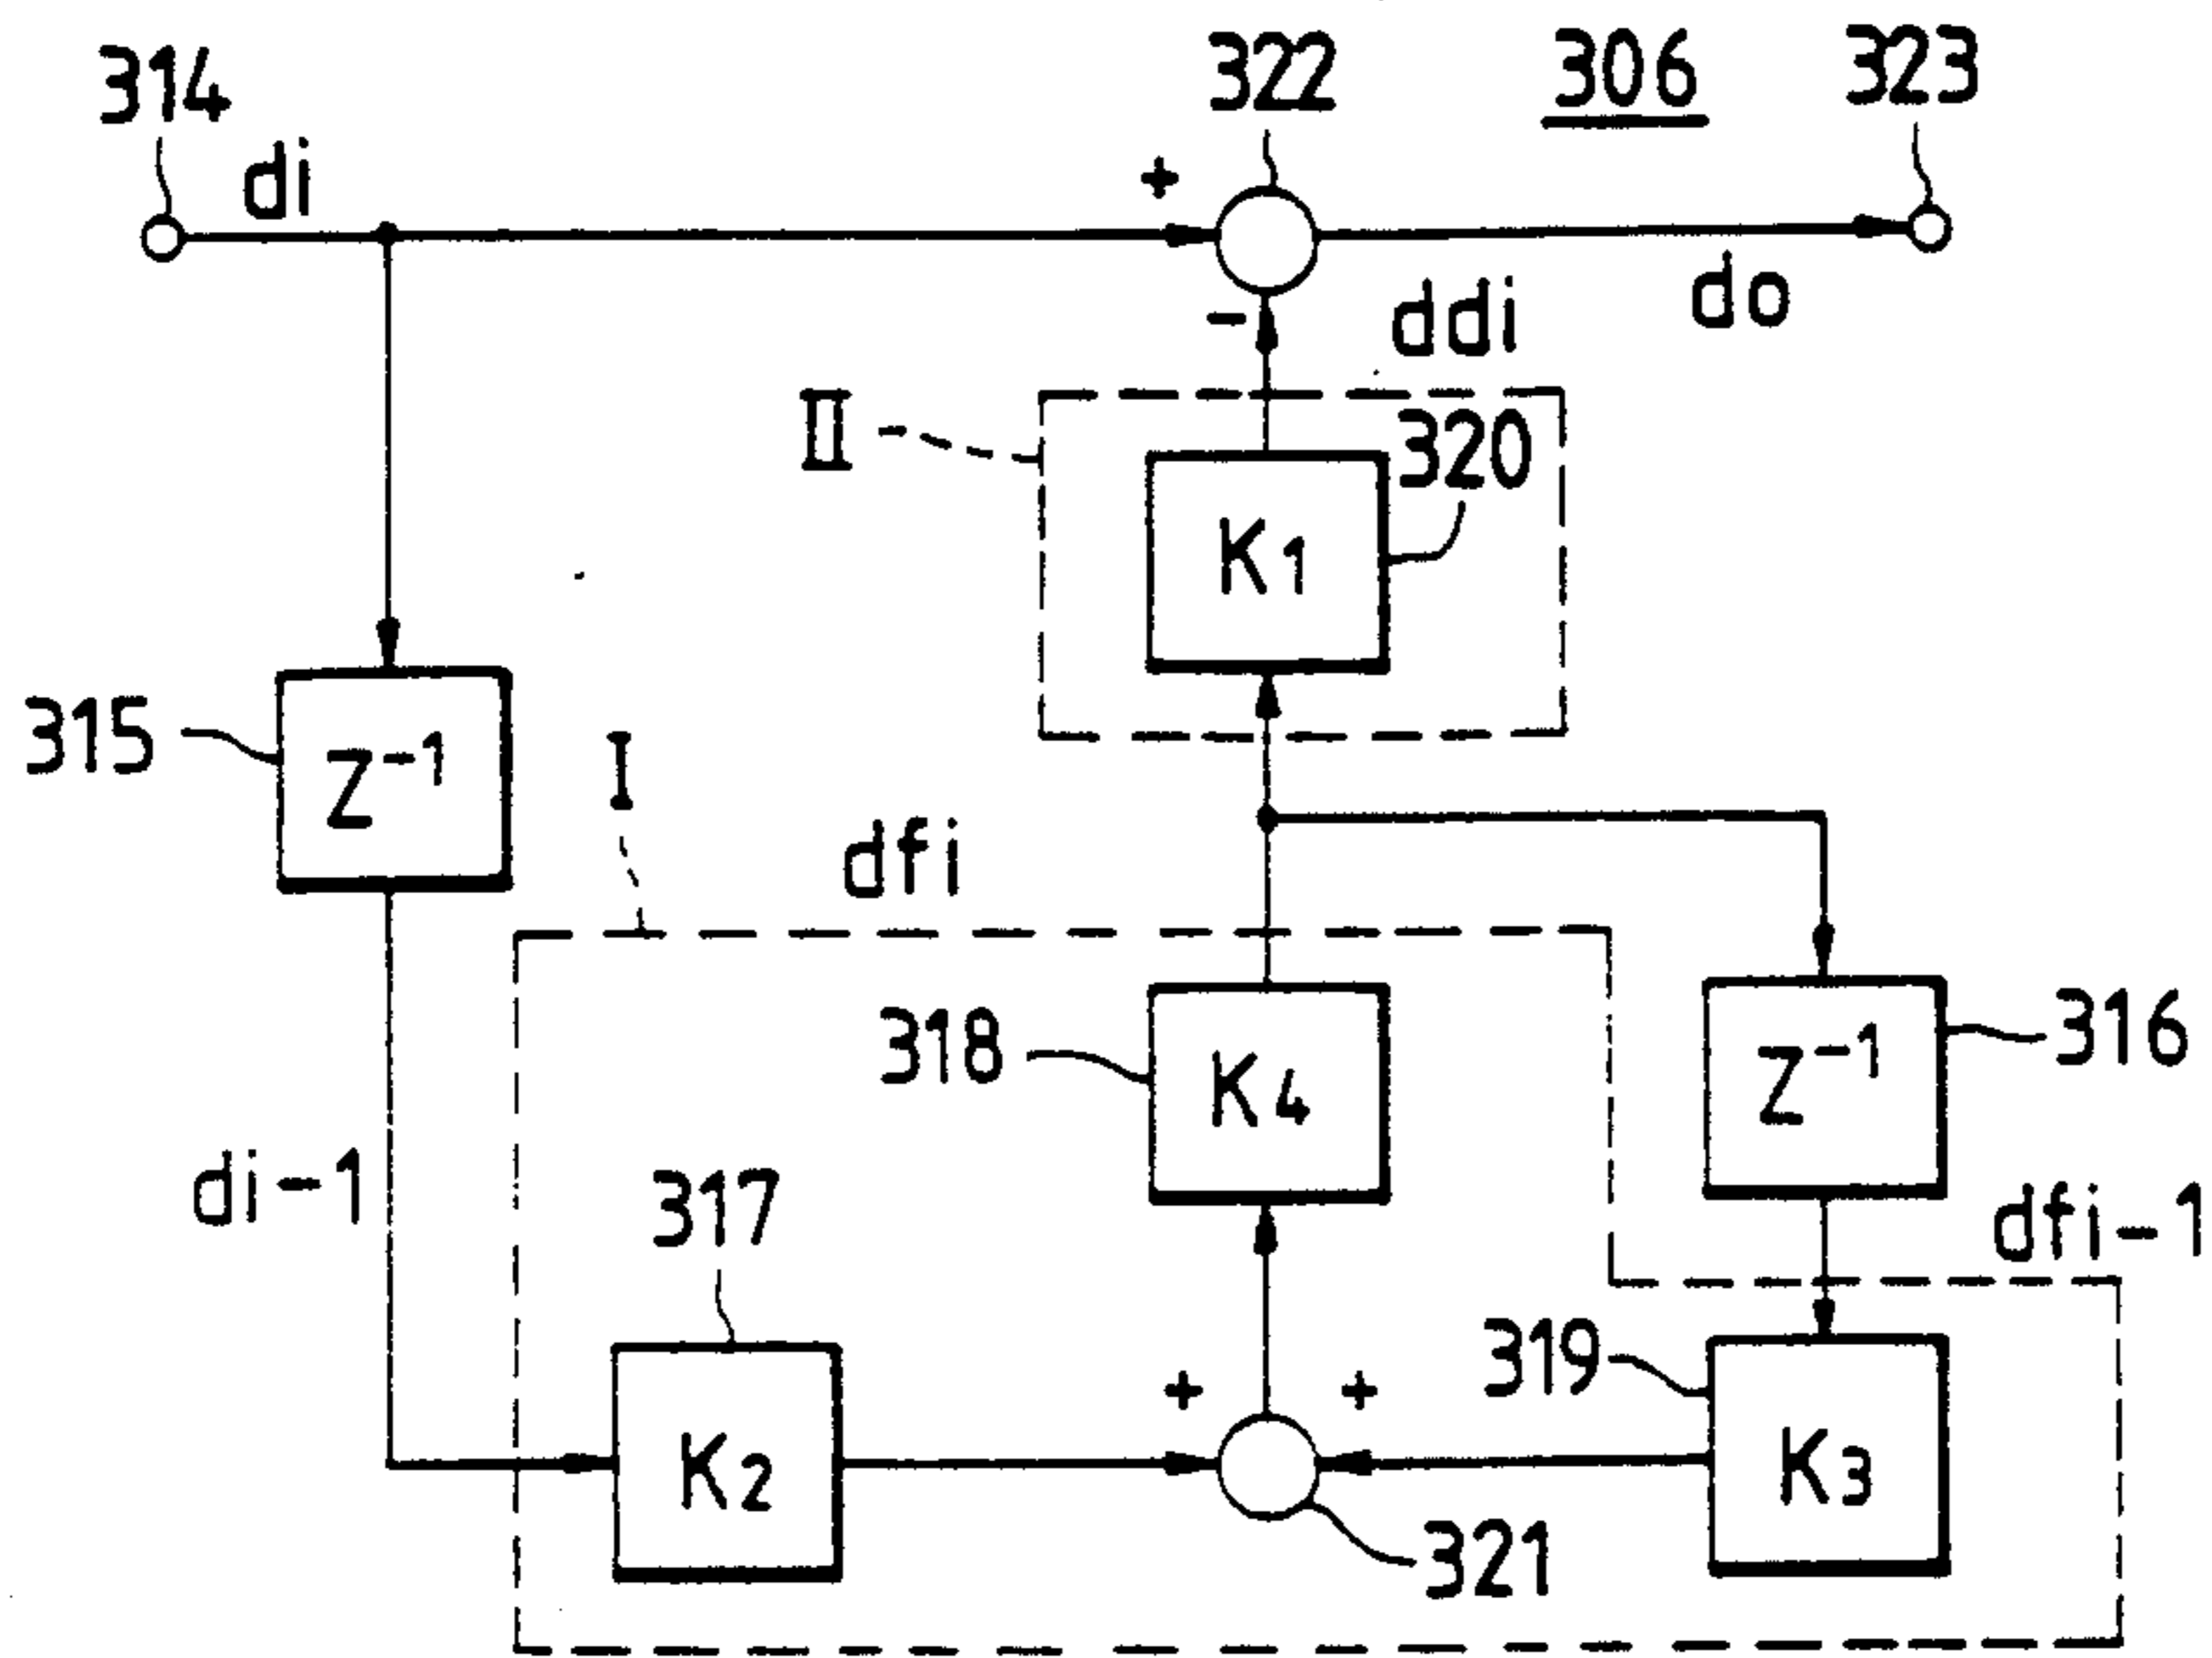 314
322
306
323
di
+
-
ddi
do
II
320
K1
315
Z-1
I
dfi
318
K4
Z-1
316
di-1
317
dfi-1
319
+
+
K2
K3
321